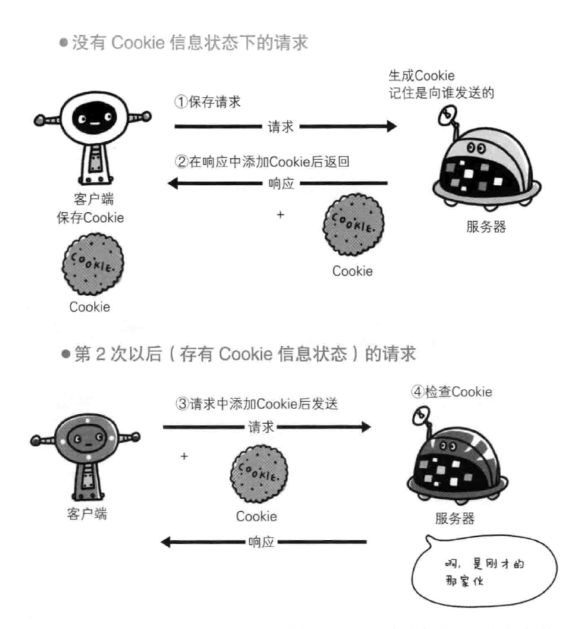 ●没有 Cookie 信息状态下的请求
生成Cookie
记住是向谁发送的
①保存请求
请求
②在响应中添加Cookie后返回
响应
+
客户端
保存Cookie
COOKIE.
Cookie
COOKIE.
Cookie
服务器
●第 2 次以后（存有 Cookie 信息状态）的请求
③请求中添加Cookie后发送
④检查Cookie
请求
+
COOKIE.
Cookie
客户端
服务器
响应
啊，是刚才的
那家伙